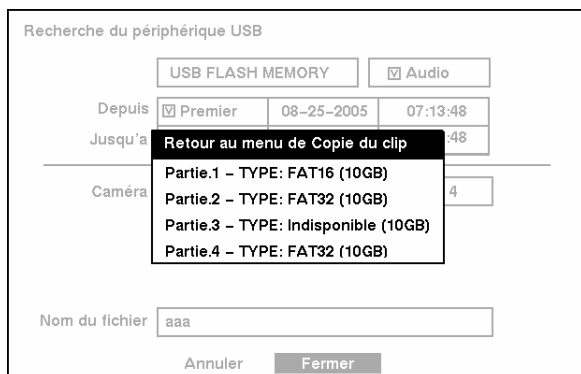 Recherche du périphérique USB
USB FLASH MEMORY Audio
Depuis Premier 08-25-2005 07:13:48
Jusqu'a :48
Retour au menu de Copie du clip
Partie.1 - TYPE: FAT16 (10GB)
Caméra 4
Partie.2 - TYPE: FAT32 (10GB)
Partie.3 - TYPE: Indisponible (10GB)
Partie.4 - TYPE: FAT32 (10GB)
Nom du fichier aaa
Annuler Fermer